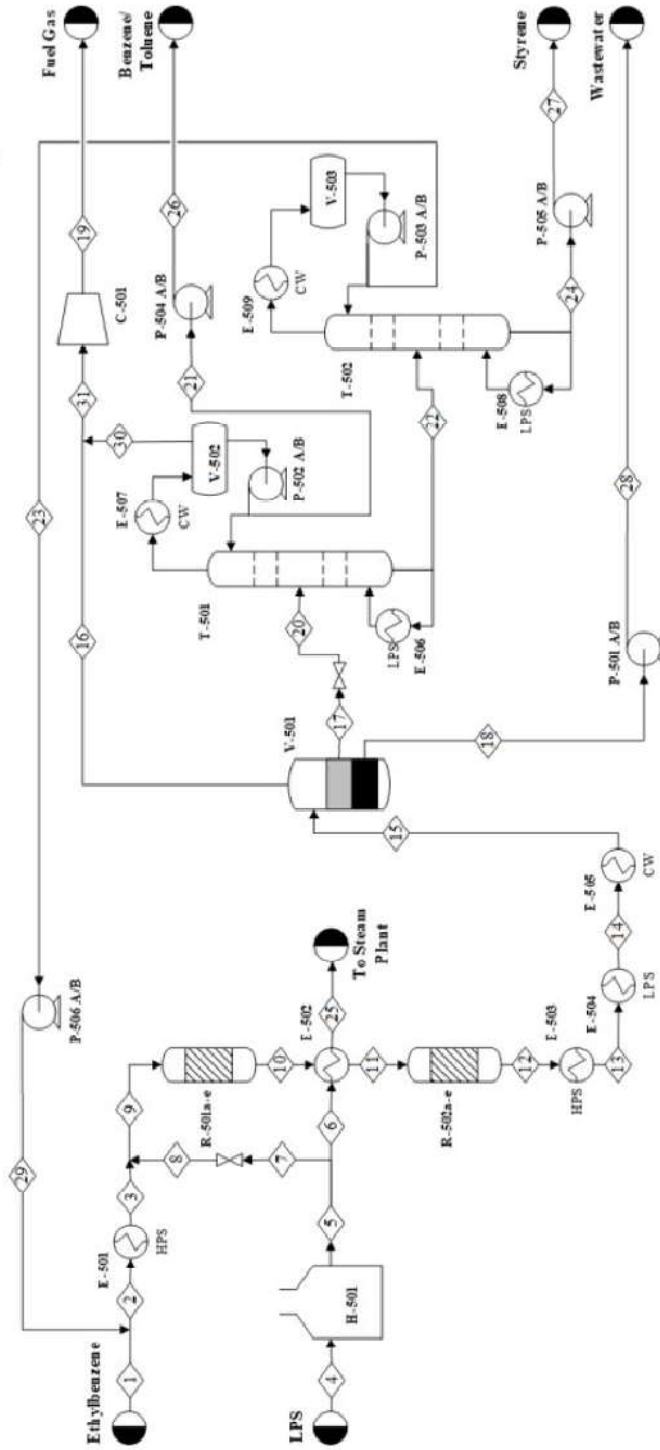 Ethylbenzene
1
2
E-501
HPS
3
29
P-506 A/B
23
9
8
7
LPS
4
H-501
5
6
R-501a-e
10
E-502
25
To Steam
Plant
11
R-502a-e
12
E-503
HPS
13
E-504
LPS
14
E-505
CW
15
V-501
16
17
18
20
T-501
LPS
E-506
E-507
CW
V-502
P-502 A/B
30
31
C-501
19
Fuel Gas
21
P-504 A/B
26
Benzene/
Toluene
22
T-502
E-509
CW
V-503
P-503 A/B
E-508
LPS
24
P-505 A/B
27
Styrene
P-501 A/B
28
Wastewater